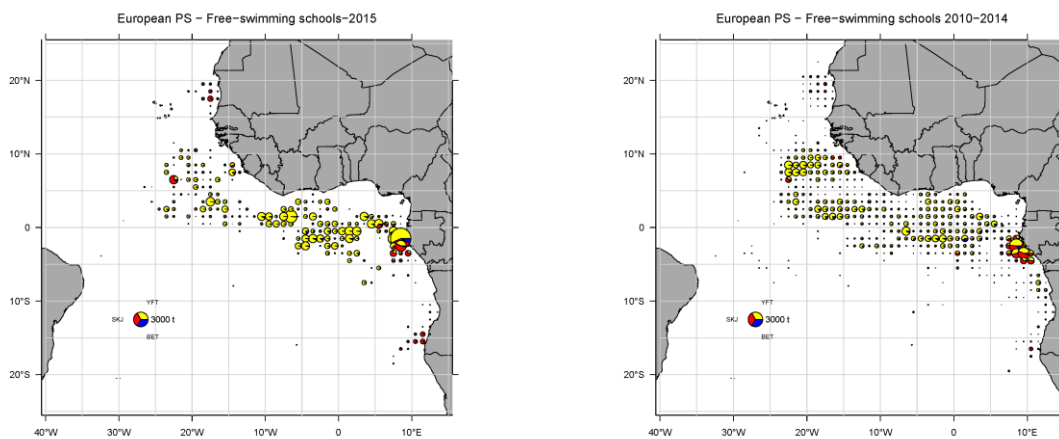 European PS – Free-swimming schools–2015
20°N
10°N
0
10°S
20°S
YFT
SKJ
3000 t
BET
40°W
30°W
20°W
10°W
0
10°E
European PS – Free-swimming schools 2010–2014
20°N
10°N
0
10°S
20°S
YFT
SKJ
3000 t
BET
40°W
30°W
20°W
10°W
0
10°E